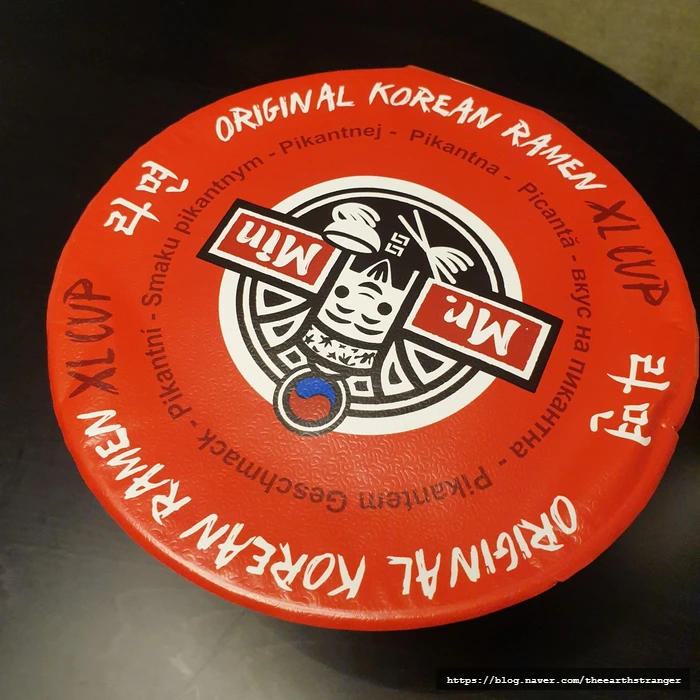 ORIGINAL KOREAN RAMEN XL CUP
라면
ORIGINAL KOREAN RAMEN XL CUP
라면
Pikantní - Smaku pikantnym - Pikantnej - Pikantna - Picantă - вкус на пикантна - Pikantem Geschmack -
Mr.
Min
https://blog.naver.com/theearthstranger